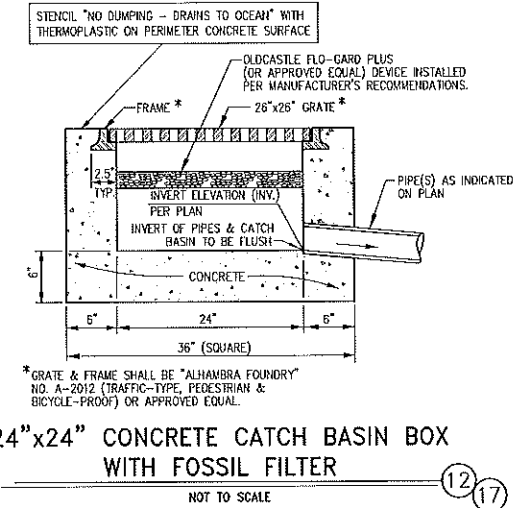 STENCIL "NO DUMPING - DRAINS TO OCEAN" WITH
THERMOPLASTIC ON PERIMETER CONCRETE SURFACE
OLDCASTLE FLO-GARD PLUS
(OR APPROVED EQUAL) DEVICE INSTALLED
PER MANUFACTURER'S RECOMMENDATIONS.
FRAME *
26"x26" GRATE *
2.5"
TYP.
INVERT ELEVATION (INV.)
PER PLAN
INVERT OF PIPES & CATCH
BASIN TO BE FLUSH
PIPE(S) AS INDICATED
ON PLAN
6"
CONCRETE
6"
24"
6"
36" (SQUARE)
*GRATE & FRAME SHALL BE "ALHAMBRA FOUNDRY"
NO. A-2012 (TRAFFIC-TYPE, PEDESTRIAN &
BICYCLE-PROOF) OR APPROVED EQUAL.
24"x24" CONCRETE CATCH BASIN BOX
WITH FOSSIL FILTER
NOT TO SCALE
12
17